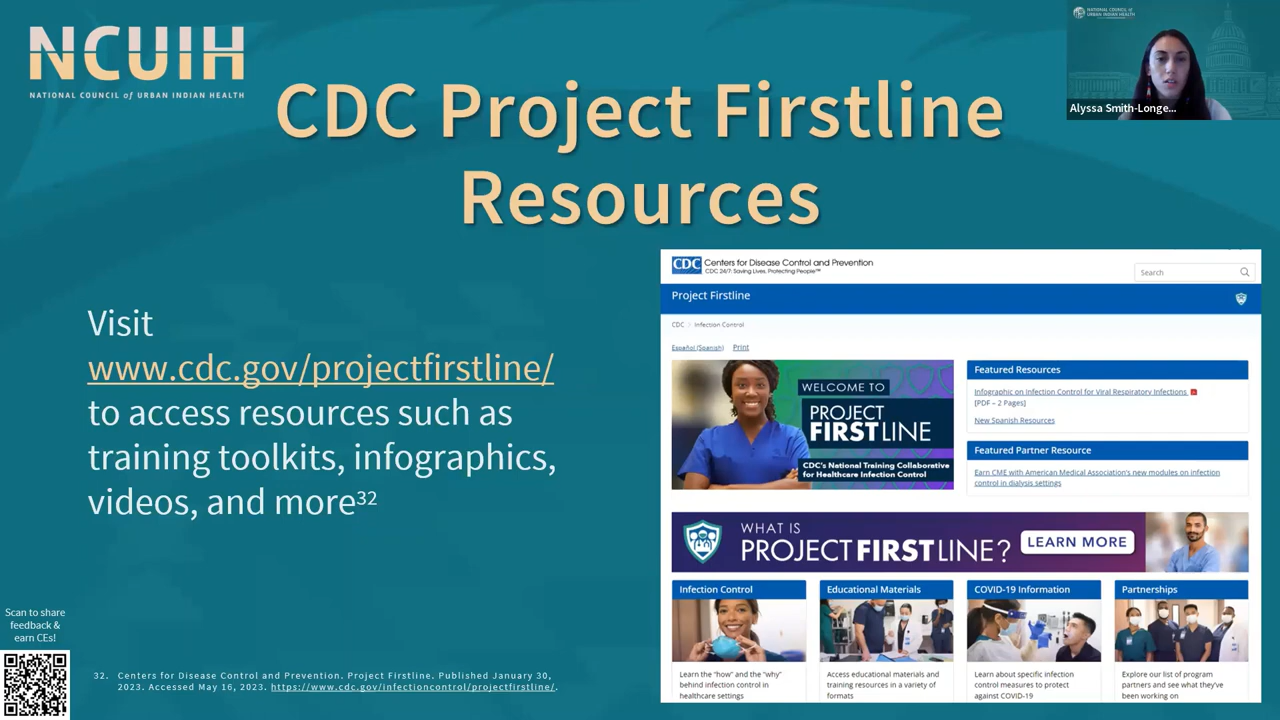 NCUIH
NATIONAL COUNCIL of URBAN INDIAN HEALTH
NATIONAL COUNCIL of
URBAN INDIAN HEALTH
Alyssa Smith-Longe...
CDC Project Firstline
Resources
Visit
www.cdc.gov/projectfirstline/
to access resources such as
training toolkits, infographics,
videos, and more32
CDC Centers for Disease Control and Prevention
CDC 24/7: Saving Lives, Protecting People™
Search
Project Firstline
CDC > Infection Control
Español (Spanish) Print
WELCOME TO
PROJECT
FIRSTLINE
CDC's National Training Collaborative
for Healthcare Infection Control
Featured Resources
Infographic on Infection Control for Viral Respiratory Infections
[PDF – 2 Pages]
New Spanish Resources
Featured Partner Resource
Earn CME with American Medical Association's new modules on infection
control in dialysis settings
WHAT IS
PROJECT FIRSTLINE?
LEARN MORE
Infection Control
Learn the "how" and the "why"
behind infection control in
healthcare settings
Educational Materials
Access educational materials and
training resources in a variety of
formats
COVID-19 Information
Learn about specific infection
control measures to protect
against COVID-19
Partnerships
Explore our list of program
partners and see what they've
been working on
Scan to share
feedback &
earn CEs!
32. Centers for Disease Control and Prevention. Project Firstline. Published January 30,
2023. Accessed May 16, 2023. https://www.cdc.gov/infectioncontrol/projectfirstline/.